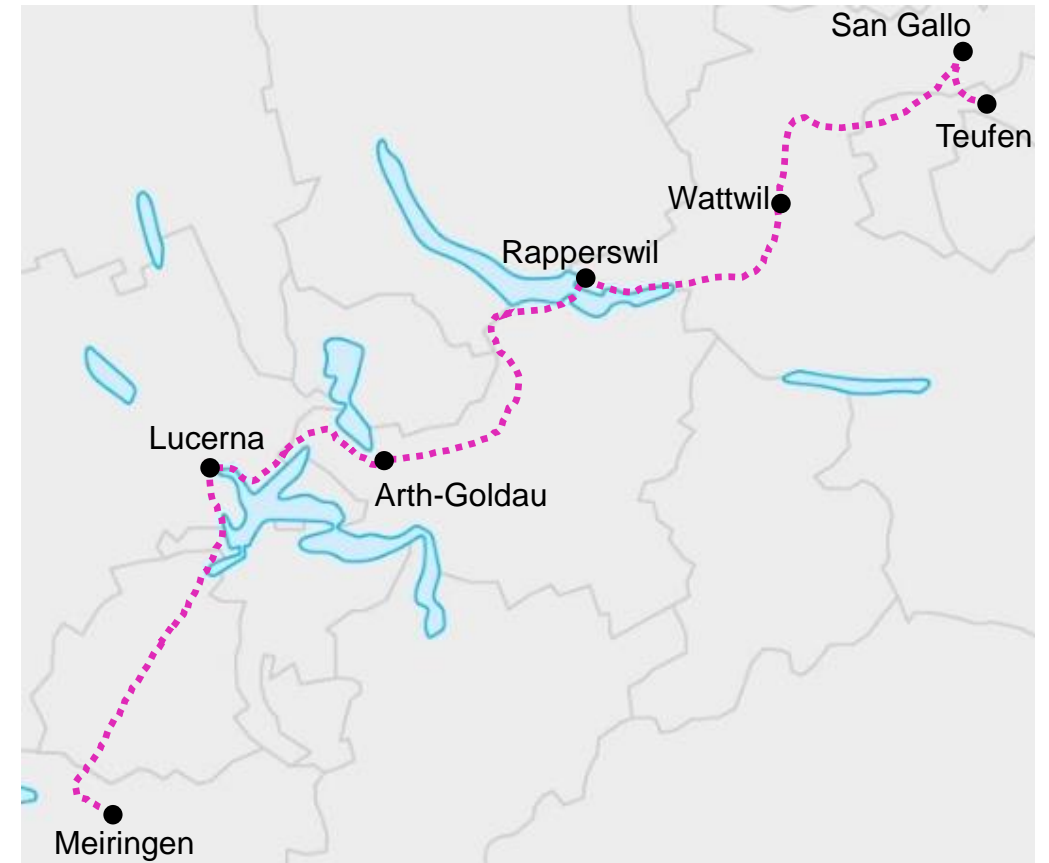 San Gallo
Teufen
Wattwil
Rapperswil
Lucerna
Arth-Goldau
Meiringen